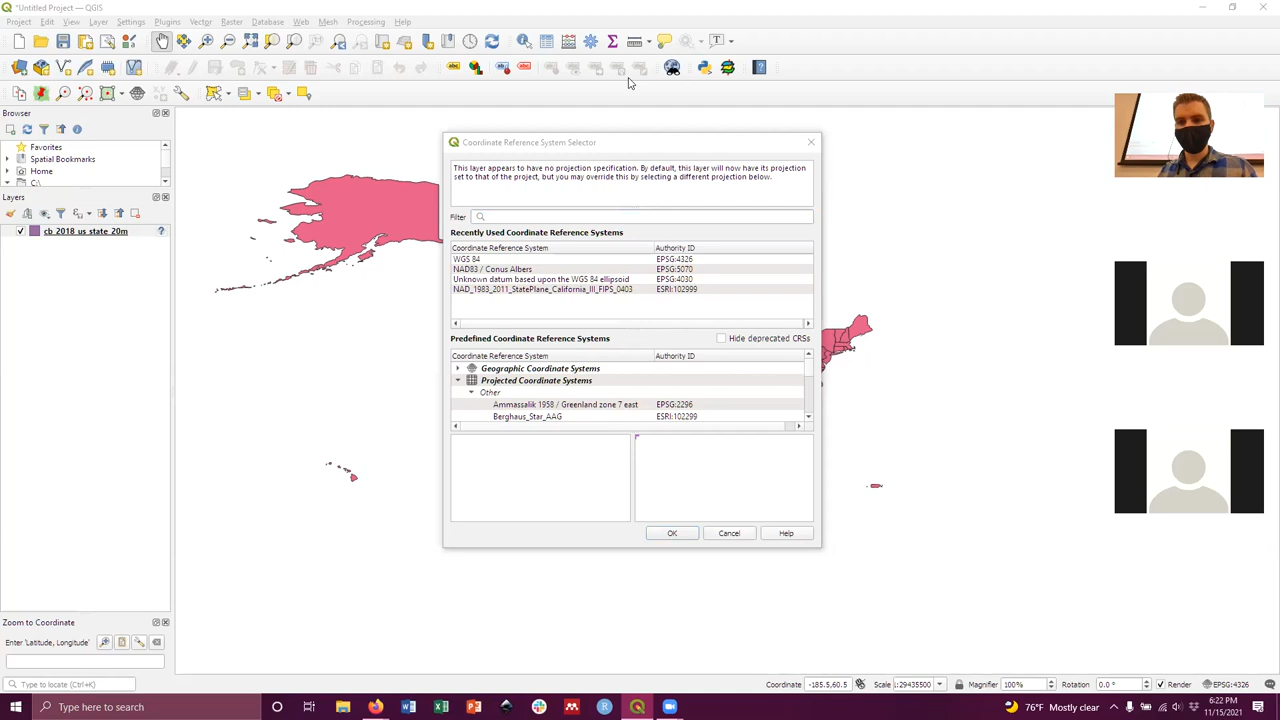 *Untitled Project — QGIS
Project Edit View Layer Settings Plugins Vector Raster Database Web Mesh Processing Help
Browser
Favorites
Spatial Bookmarks
Home
C:\
Layers
cb_2018_us_state_20m
Coordinate Reference System Selector
This layer appears to have no projection specification. By default, this layer will now have its projection
set to that of the project, but you may override this by selecting a different projection below.
Filter
Recently Used Coordinate Reference Systems
Coordinate Reference System Authority ID
WGS 84 EPSG:4326
NAD83 / Conus Albers EPSG:5070
Unknown datum based upon the WGS 84 ellipsoid EPSG:4030
NAD_1983_2011_StatePlane_California_III_FIPS_0403 ESRI:102999
Predefined Coordinate Reference Systems Hide deprecated CRSs
Coordinate Reference System Authority ID
Geographic Coordinate Systems
Projected Coordinate Systems
Other
Ammassalik 1958 / Greenland zone 7 east EPSG:2296
Berghaus_Star_AAG ESRI:102299
OK Cancel Help
Zoom to Coordinate
Enter 'Latitude, Longitude'
Type to locate (Ctrl+K) Coordinate -185.5,60.5 Scale 1:29435500 Magnifier 100% Rotation 0.0 ° Render EPSG:4326
Type here to search 76°F Mostly clear 6:22 PM
11/15/2021